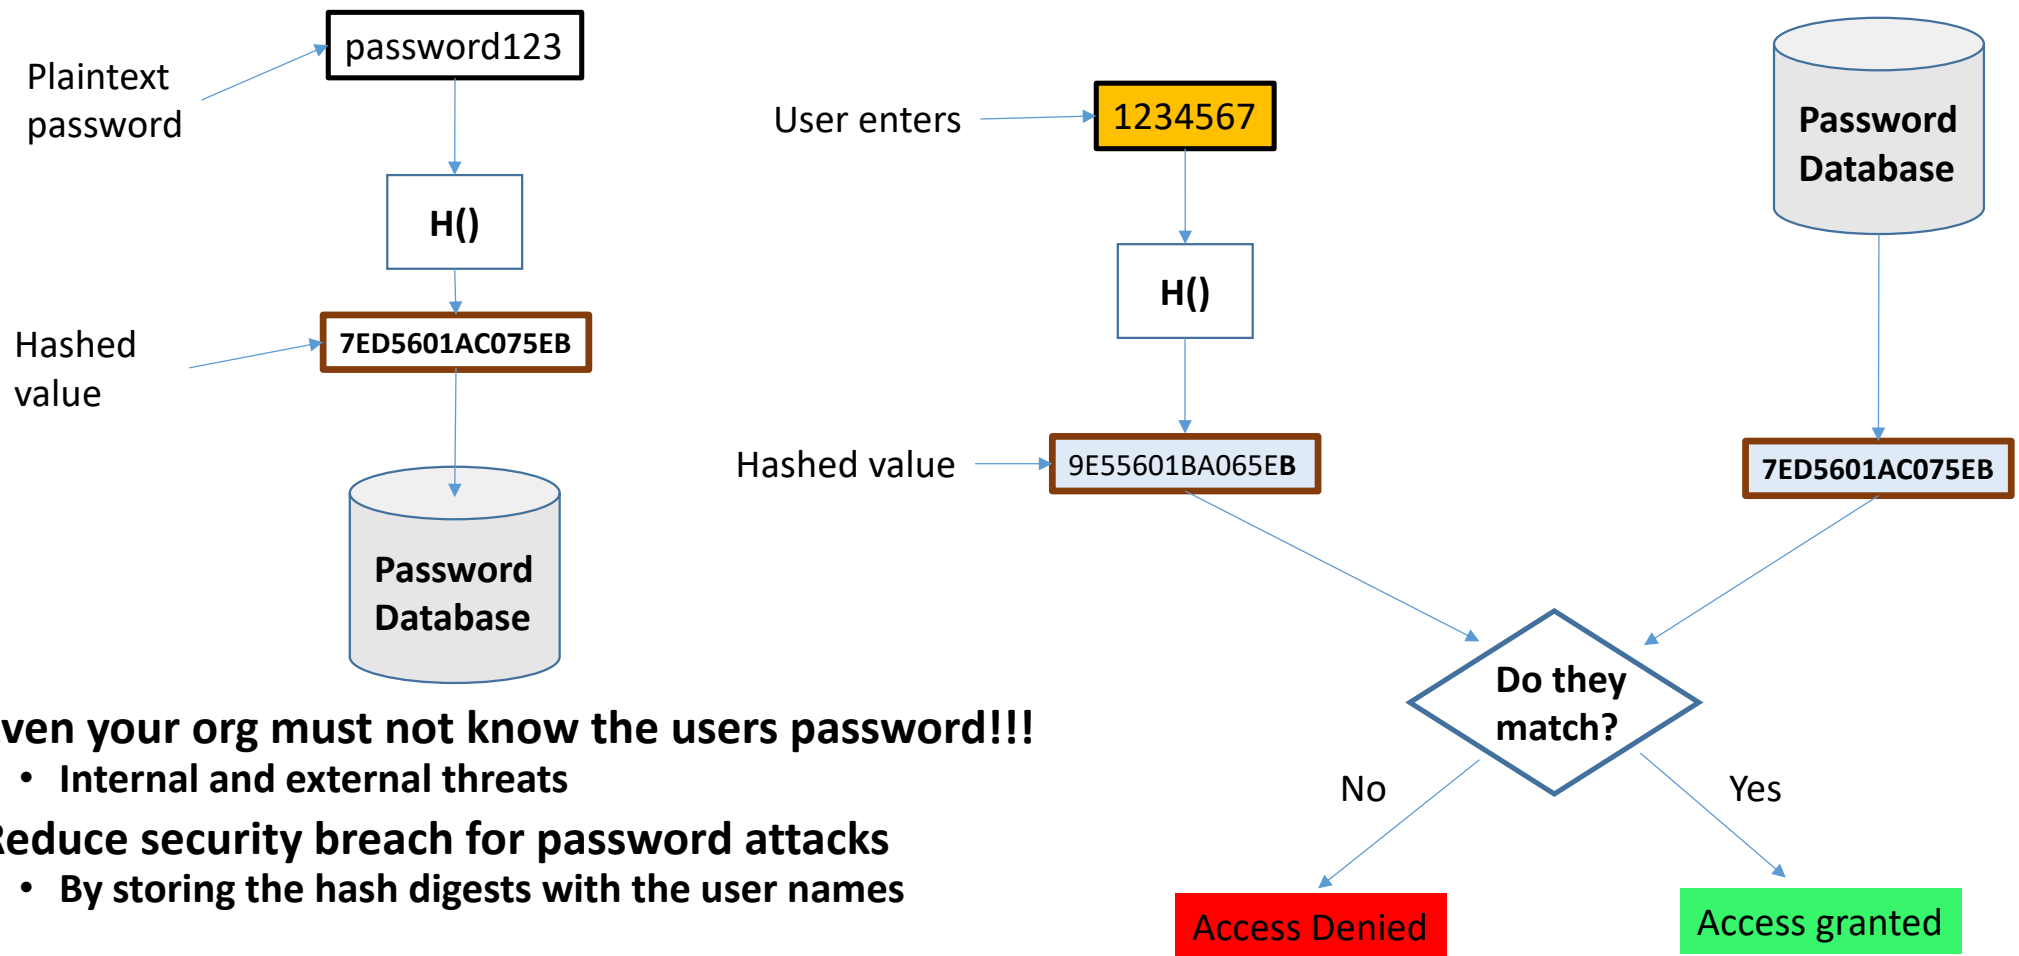 Plaintext
password
password123
H()
Hashed
value
7ED5601AC075EB
Password
Database
User enters
1234567
H()
Hashed value
9E55601BA065EB
Password
Database
7ED5601AC075EB
Do they
match?
No
Yes
Access Denied
Access granted
ven your org must not know the users password!!!
• Internal and external threats
Reduce security breach for password attacks
• By storing the hash digests with the user names